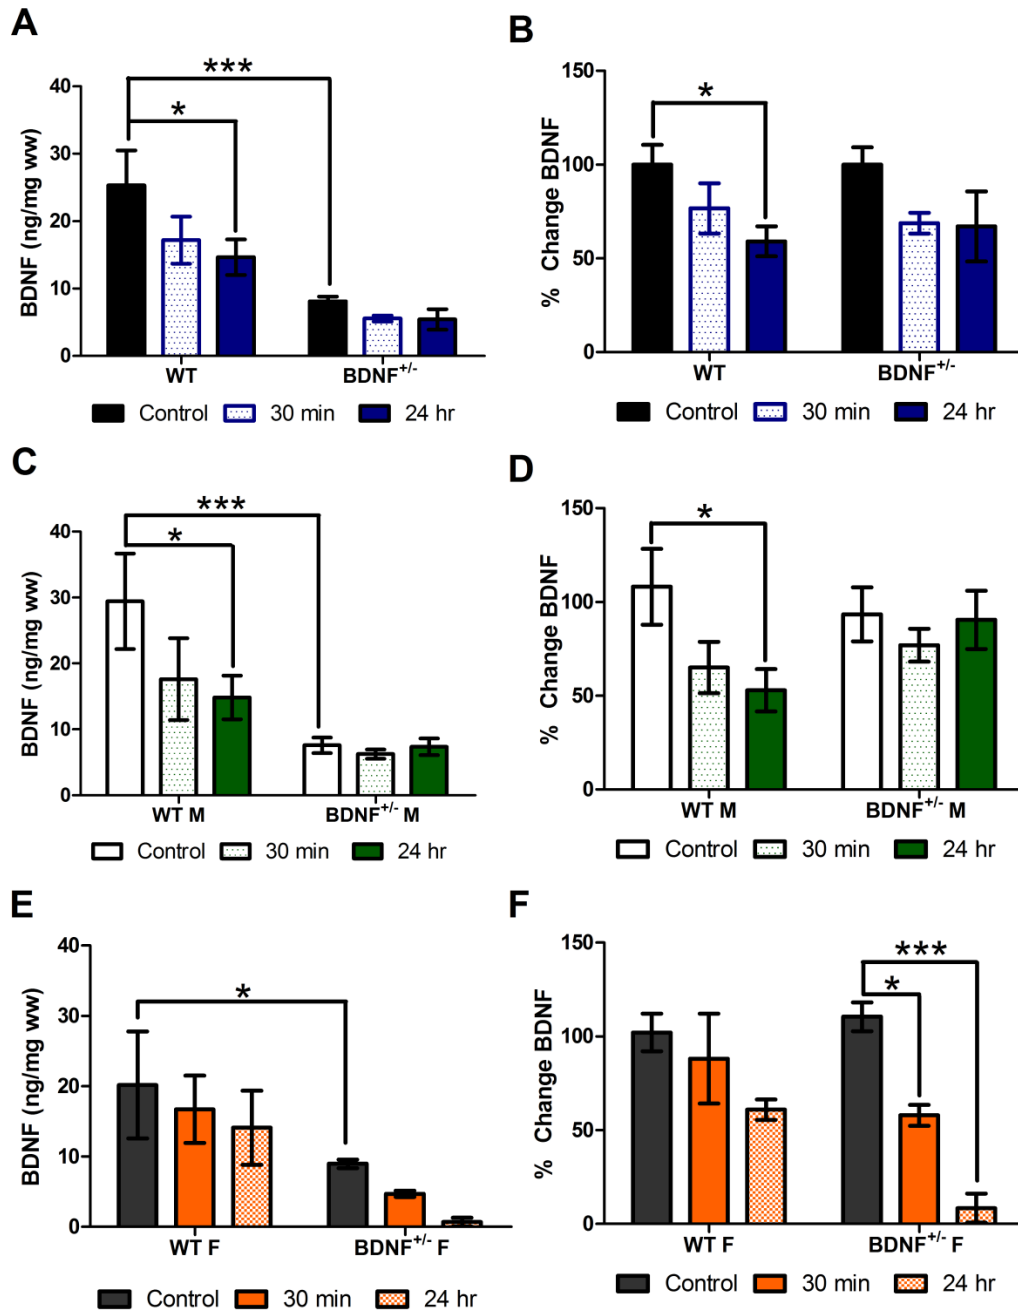 A
***
*
BDNF (ng/mg ww)
40
30
20
10
0
WT
BDNF+/-
Control
30 min
24 hr
B
*
% Change BDNF
150
100
50
0
WT
BDNF+/-
Control
30 min
24 hr
C
***
*
BDNF (ng/mg ww)
40
30
20
10
0
WT M
BDNF+/- M
Control
30 min
24 hr
D
*
% Change BDNF
150
100
50
0
WT M
BDNF+/- M
Control
30 min
24 hr
E
*
BDNF (ng/mg ww)
40
30
20
10
0
WT F
BDNF+/- F
Control
30 min
24 hr
F
***
*
% Change BDNF
150
100
50
0
WT F
BDNF+/- F
Control
30 min
24 hr